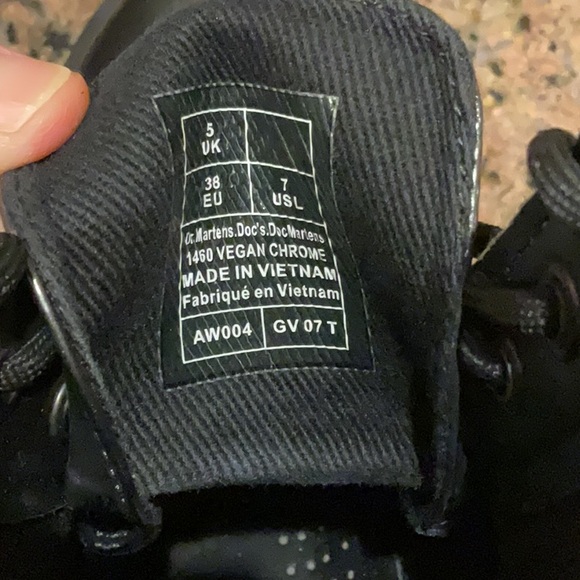 5
UK
38
EU
7
USL
Dr.Martens.Doc's.DocMartens
1460 VEGAN CHROME
MADE IN VIETNAM
Fabriqué en Vietnam
AW004
GV 07 T